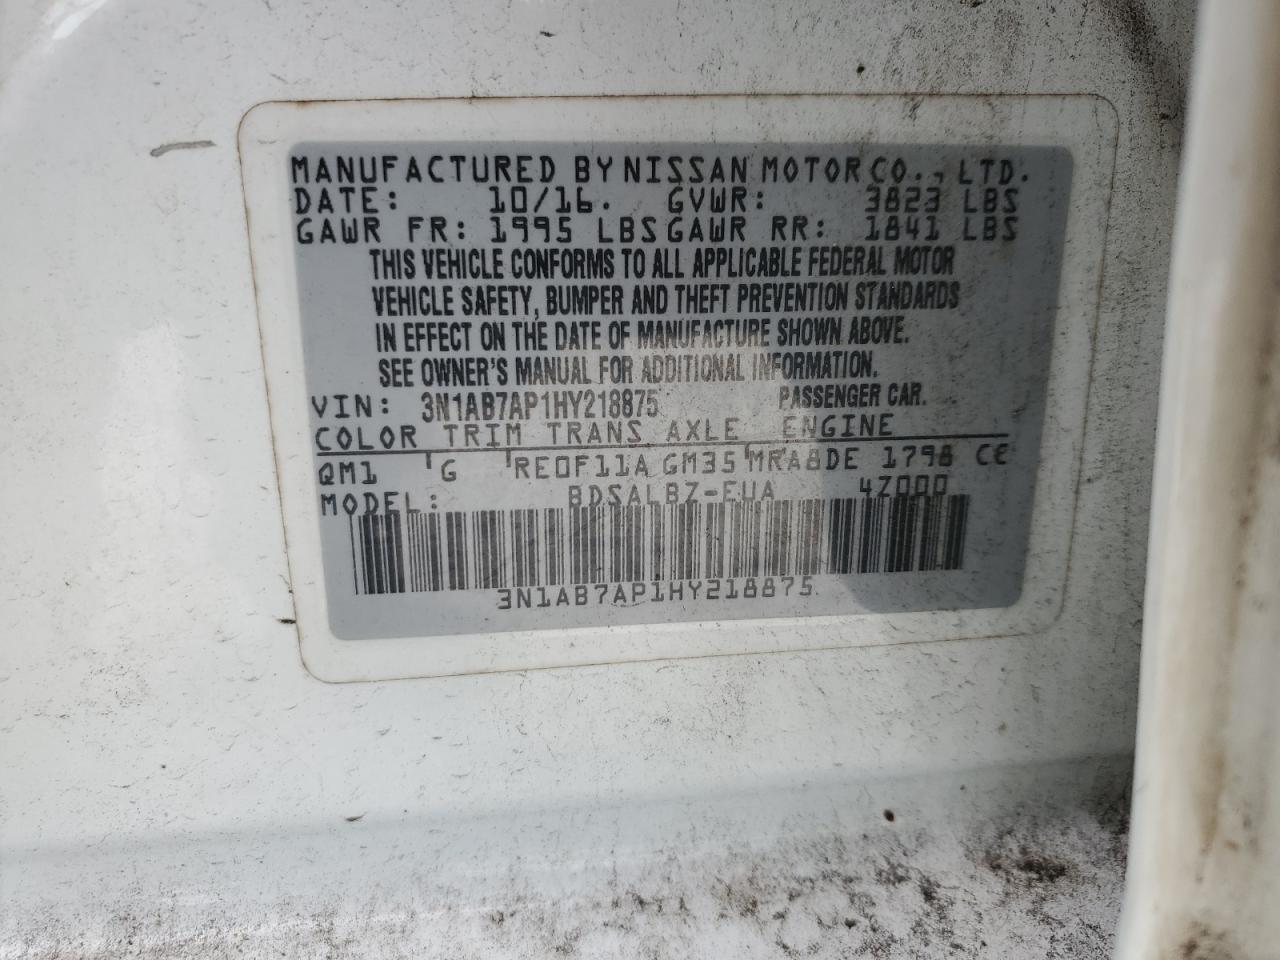 MANUFACTURED BY NISSAN MOTOR CO., LTD.
DATE: 10/16. GVWR: 3823 LBS
GAWR FR: 1995 LBS GAWR RR: 1841 LBS
THIS VEHICLE CONFORMS TO ALL APPLICABLE FEDERAL MOTOR
VEHICLE SAFETY, BUMPER AND THEFT PREVENTION STANDARDS
IN EFFECT ON THE DATE OF MANUFACTURE SHOWN ABOVE.
SEE OWNER'S MANUAL FOR ADDITIONAL INFORMATION.
VIN: 3N1AB7AP1HY218875 PASSENGER CAR.
COLOR TRIM TRANS AXLE ENGINE
QM1 G RE0F11A GM35 MRA8DE 1798 CC
MODEL: BDSALBZ-EUA 4Z000
3N1AB7AP1HY218875